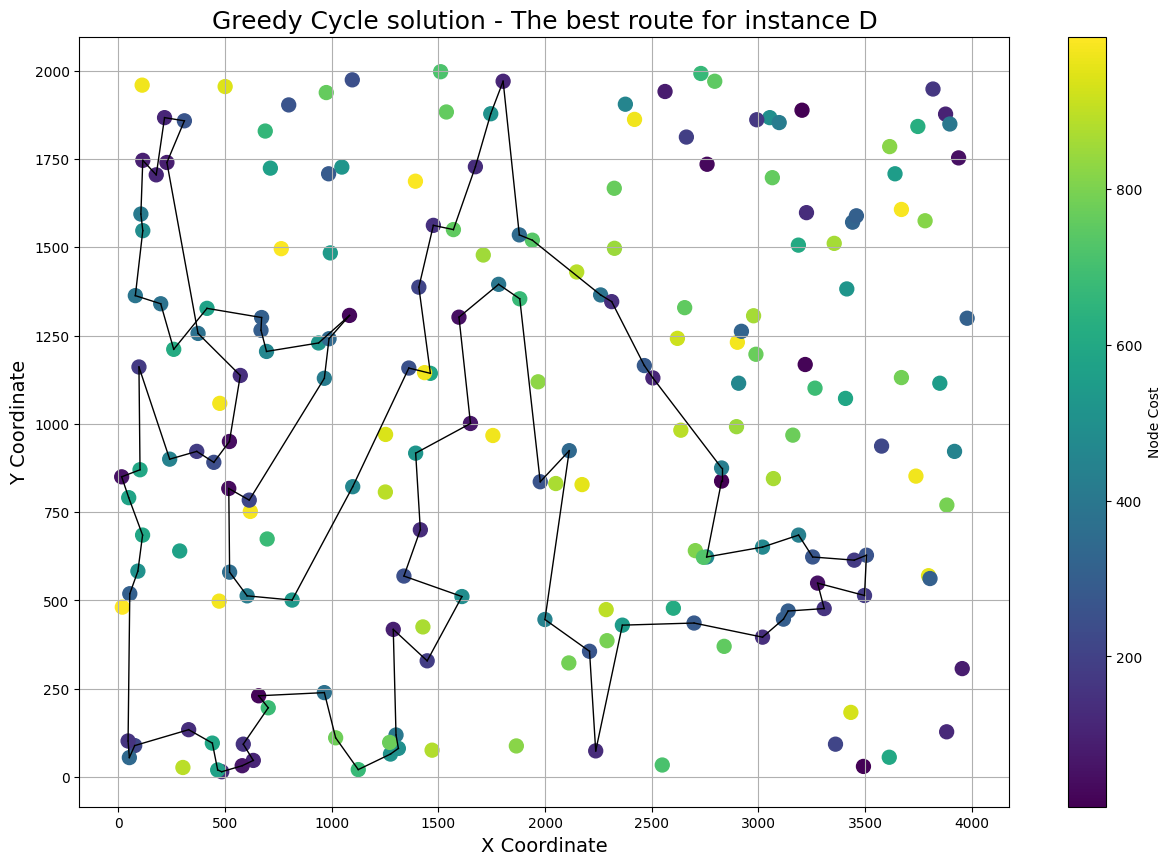 Greedy Cycle solution - The best route for instance D
2000
1750
1500
1250
1000
750
500
250
0
Y Coordinate
0 500 1000 1500 2000 2500 3000 3500 4000
X Coordinate
800
600
400
200
Node Cost